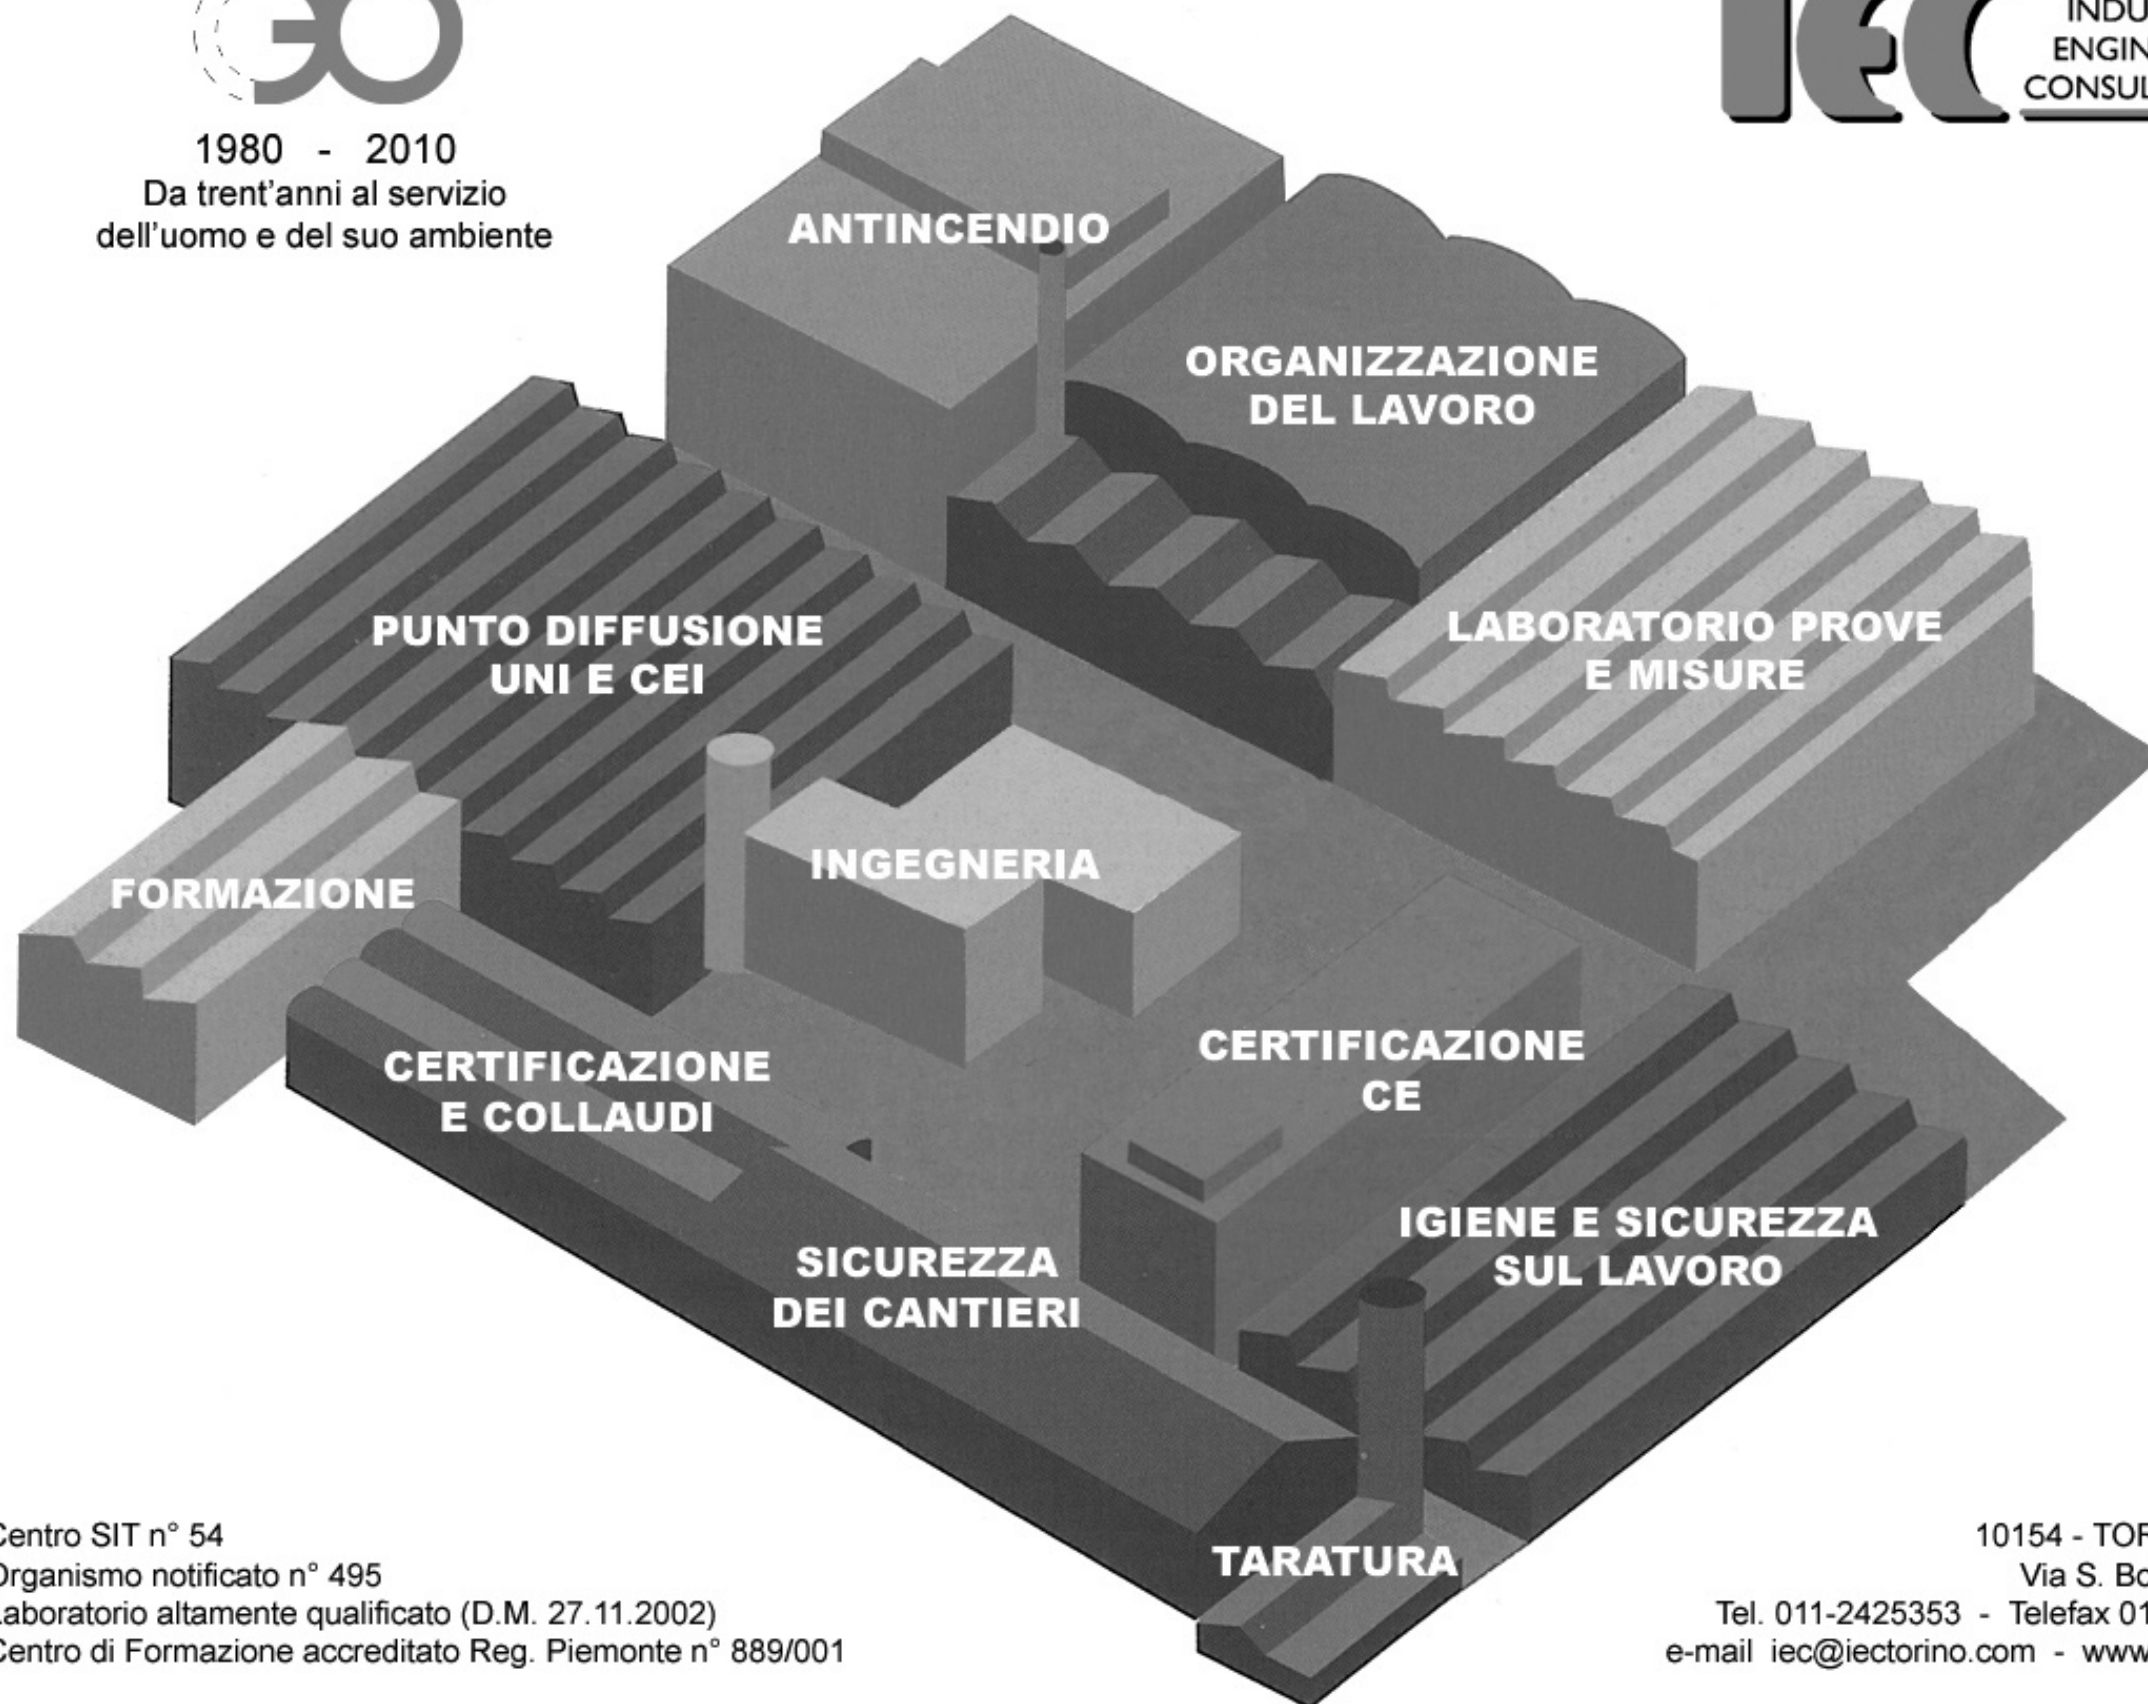 1980 - 2010
Da trent'anni al servizio
dell'uomo e del suo ambiente
IEC
ANTINCENDIO
ORGANIZZAZIONE
DEL LAVORO
PUNTO DIFFUSIONE
UNI E CEI
LABORATORIO PROVE
E MISURE
INGEGNERIA
FORMAZIONE
CERTIFICAZIONE
E COLLAUDI
CERTIFICAZIONE
CE
SICUREZZA
DEI CANTIERI
IGIENE E SICUREZZA
SUL LAVORO
TARATURA
Centro SIT n° 54
Organismo notificato n° 495
Laboratorio altamente qualificato (D.M. 27.11.2002)
Centro di Formazione accreditato Reg. Piemonte n° 889/001
10154 -
Via S.
Tel. 011-2425353 - Telefax
e-mail iec@iectorino.com -